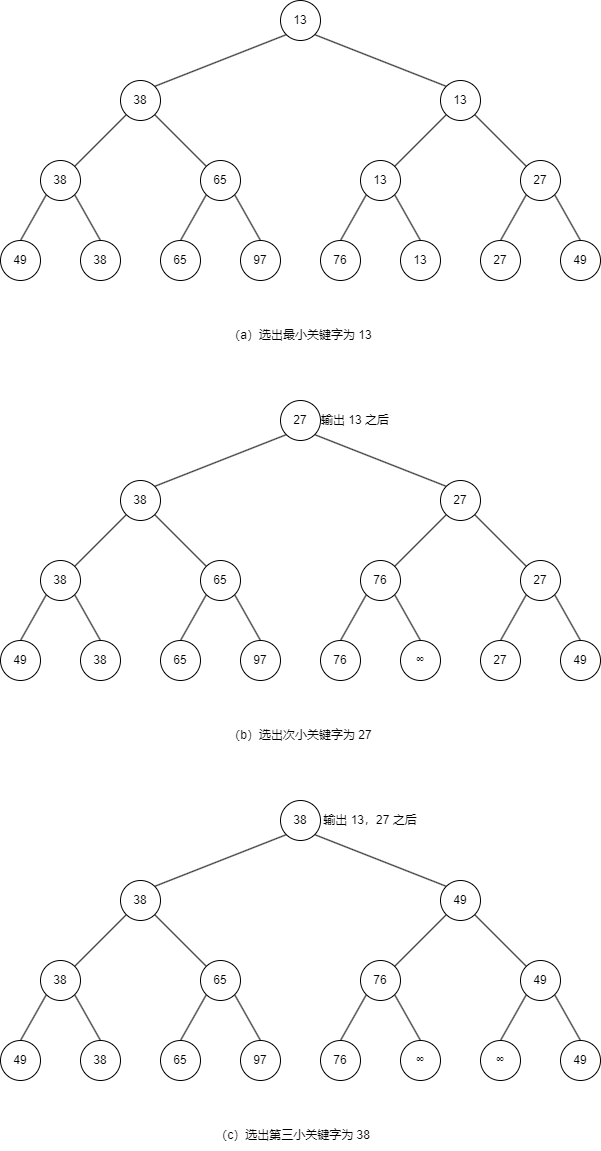 13
38 13
38 65 13 27
49 38 65 97 76 13 27 49
（a）选出最小关键字为 13
27 输出 13 之后
38 27
38 65 76 27
49 38 65 97 76 ∞ 27 49
（b）选出次小关键字为 27
38 输出 13，27 之后
38 49
38 65 76 49
49 38 65 97 76 ∞ ∞ 49
（c）选出第三小关键字为 38